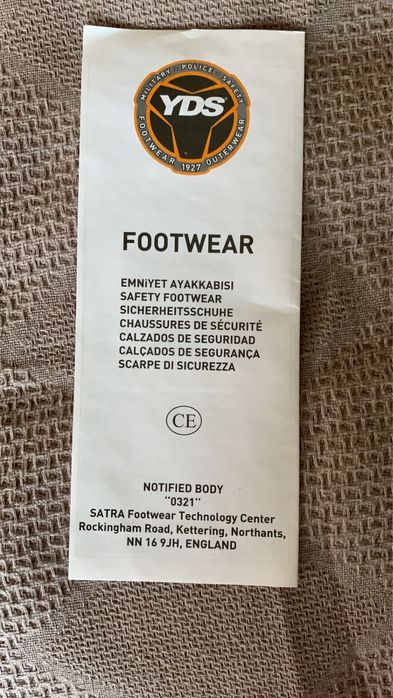 MILITARY - POLICE - SAFETY
YDS
FOOTWEAR 1927 OUTERWEAR
FOOTWEAR
EMNiYET AYAKKABISI
SAFETY FOOTWEAR
SICHERHEITSSCHUHE
CHAUSSURES DE SÉCURITÉ
CALZADOS DE SEGURIDAD
CALÇADOS DE SEGURANÇA
SCARPE DI SICUREZZA
CE
NOTIFIED BODY
"0321"
SATRA Footwear Technology Center
Rockingham Road, Kettering, Northants,
NN 16 9JH, ENGLAND